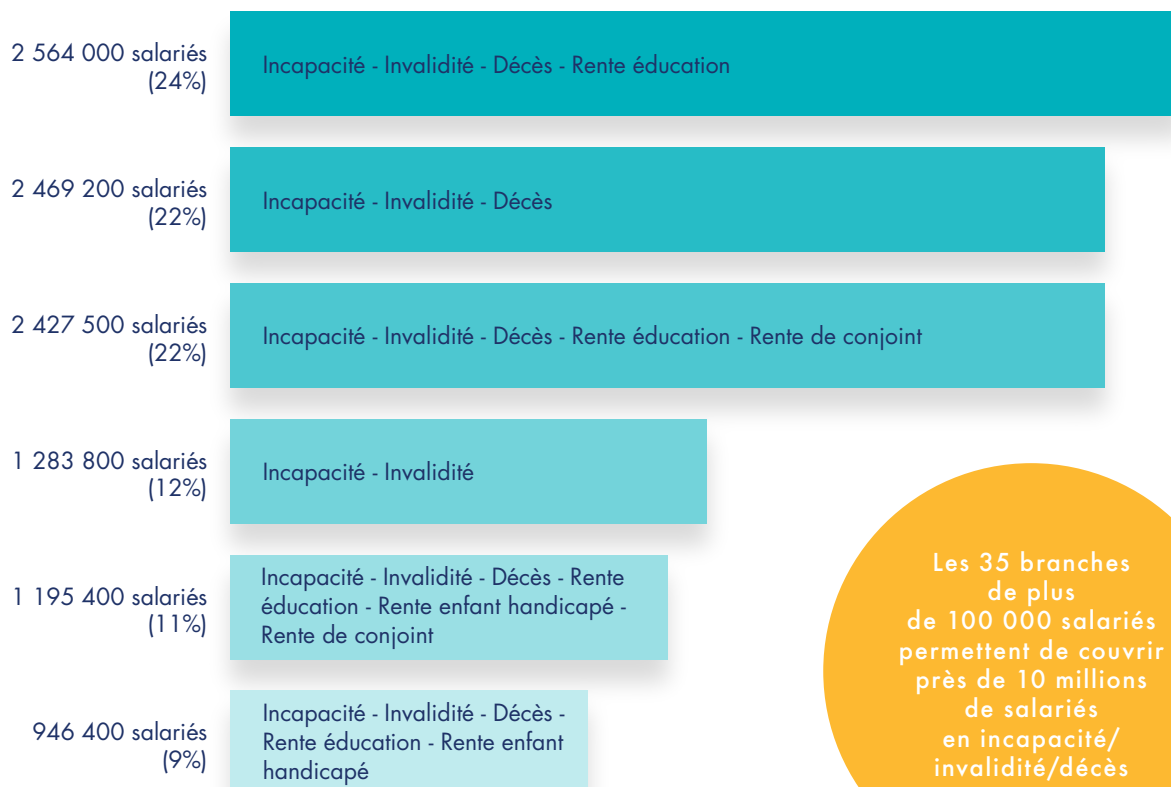 2 564 000 salariés
(24%)
Incapacité - Invalidité - Décès - Rente éducation
2 469 200 salariés
(22%)
Incapacité - Invalidité - Décès
2 427 500 salariés
(22%)
Incapacité - Invalidité - Décès - Rente éducation - Rente de conjoint
1 283 800 salariés
(12%)
Incapacité - Invalidité
1 195 400 salariés
(11%)
Incapacité - Invalidité - Décès - Rente
éducation - Rente enfant handicapé -
Rente de conjoint
946 400 salariés
(9%)
Incapacité - Invalidité - Décès -
Rente éducation - Rente enfant
handicapé
Les 35 branches
de plus
de 100 000 salariés
permettent de couvrir
près de 10 millions
de salariés
en incapacité/
invalidité/décès